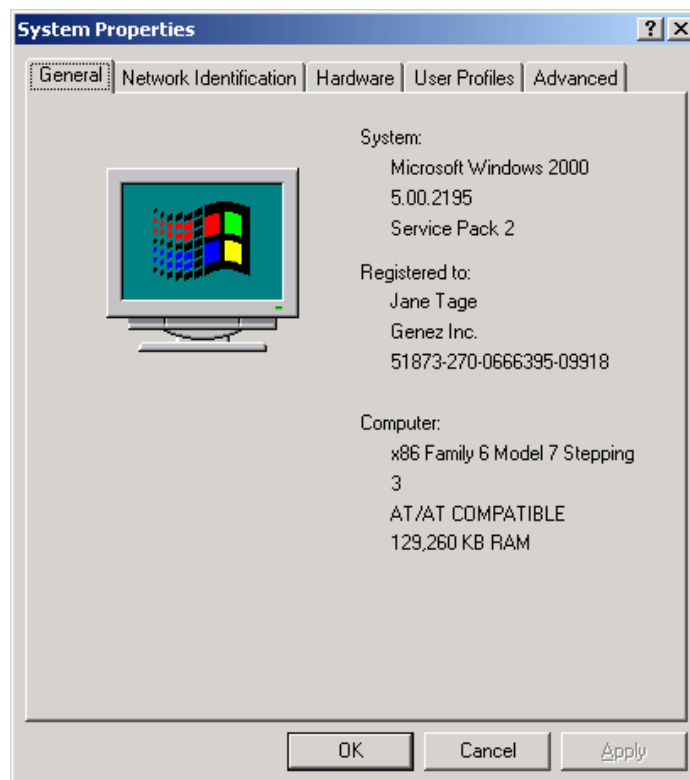 System Properties
General
Network Identification
Hardware
User Profiles
Advanced
System:
Microsoft Windows 2000
5.00.2195
Service Pack 2
Registered to:
Jane Tage
Genez Inc.
51873-270-0666395-09918
Computer:
x86 Family 6 Model 7 Stepping
3
AT/AT COMPATIBLE
129,260 KB RAM
OK
Cancel
Apply